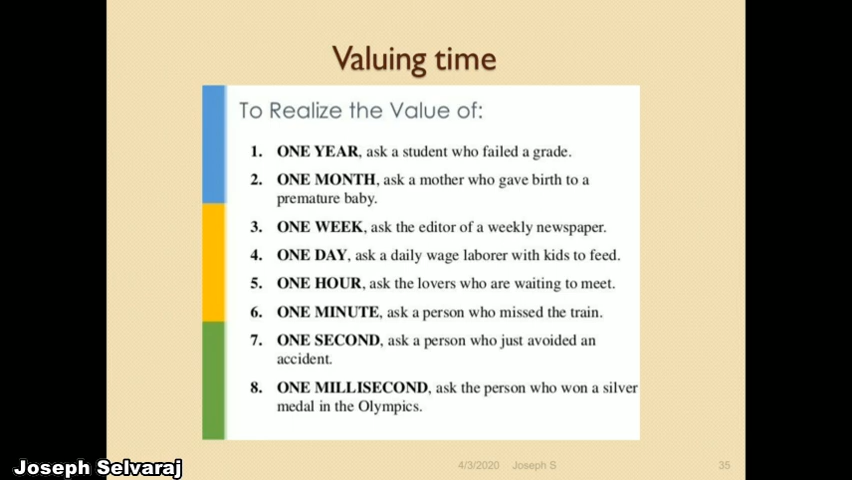 Valuing time
To Realize the Value of:
1. ONE YEAR, ask a student who failed a grade.
2. ONE MONTH, ask a mother who gave birth to a
premature baby.
3. ONE WEEK, ask the editor of a weekly newspaper.
4. ONE DAY, ask a daily wage laborer with kids to feed.
5. ONE HOUR, ask the lovers who are waiting to meet.
6. ONE MINUTE, ask a person who missed the train.
7. ONE SECOND, ask a person who just avoided an
accident.
8. ONE MILLISECOND, ask the person who won a silver
medal in the Olympics.
4/3/2020 Joseph S 35
Joseph Selvaraj